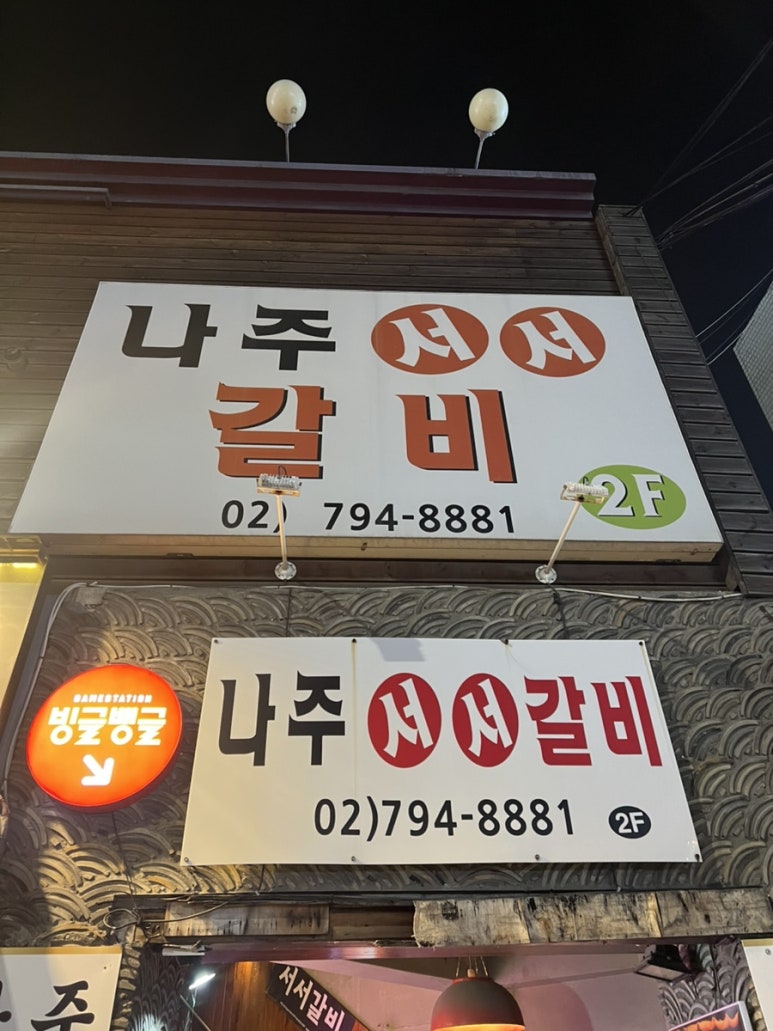 나주 서서
갈비
02) 794-8881
2F
GAMESTATION
빙글뱅글
나주 서서갈비
02)794-8881
2F
주
서서갈비